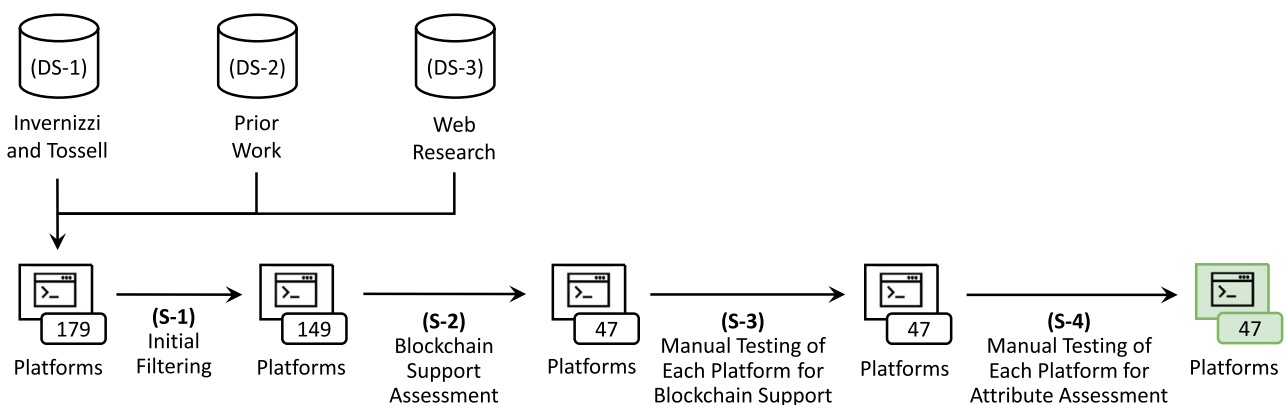 (DS-1)
(DS-2)
(DS-3)
Invernizzi
and Tossell
Prior
Work
Web
Research
179
Platforms
(S-1)
Initial
Filtering
149
Platforms
(S-2)
Blockchain
Support
Assessment
47
Platforms
(S-3)
Manual Testing of
Each Platform for
Blockchain Support
47
Platforms
(S-4)
Manual Testing of
Each Platform for
Attribute Assessment
47
Platforms